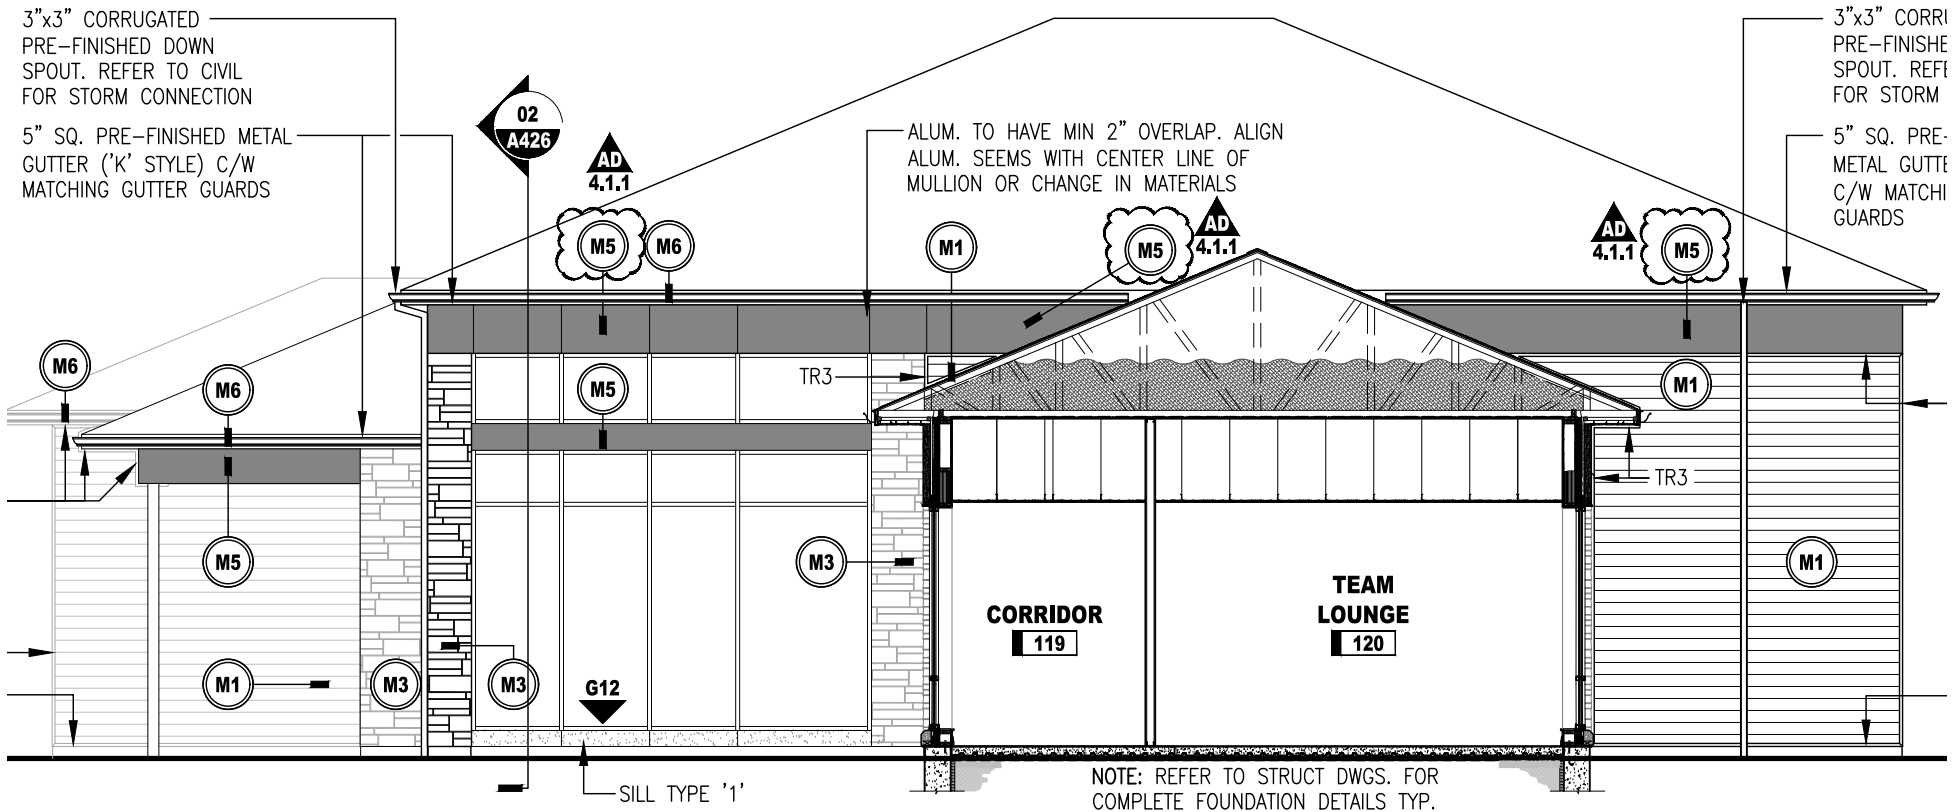 3"x3" CORRUGATED
PRE-FINISHED DOWN
SPOUT. REFER TO CIVIL
FOR STORM CONNECTION
5" SQ. PRE-FINISHED METAL
GUTTER ('K' STYLE) C/W
MATCHING GUTTER GUARDS
02
A426
AD
4.1.1
ALUM. TO HAVE MIN 2" OVERLAP. ALIGN
ALUM. SEEMS WITH CENTER LINE OF
MULLION OR CHANGE IN MATERIALS
3"x3" CORRU
PRE-FINISHE
SPOUT. REFE
FOR STORM
5" SQ. PRE-
METAL GUTTE
C/W MATCHI
GUARDS
M5
M6
M1
M5
AD
4.1.1
AD
4.1.1
M5
M6
M6
M5
TR3
M1
TR3
M5
M3
M1
CORRIDOR
119
TEAM
LOUNGE
120
M1
M3
M3
G12
SILL TYPE '1'
NOTE: REFER TO STRUCT DWGS. FOR
COMPLETE FOUNDATION DETAILS TYP.